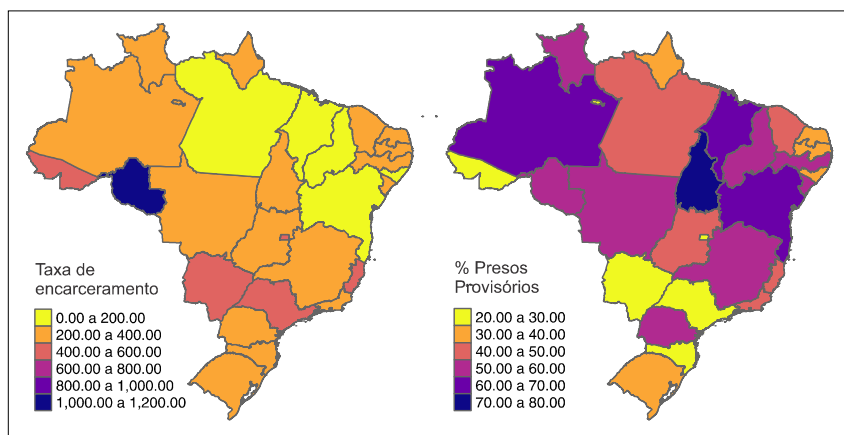 Taxa de
encarceramento
0.00 a 200.00
200.00 a 400.00
400.00 a 600.00
600.00 a 800.00
800.00 a 1,000.00
1,000.00 a 1,200.00
% Presos
Provisórios
20.00 a 30.00
30.00 a 40.00
40.00 a 50.00
50.00 a 60.00
60.00 a 70.00
70.00 a 80.00